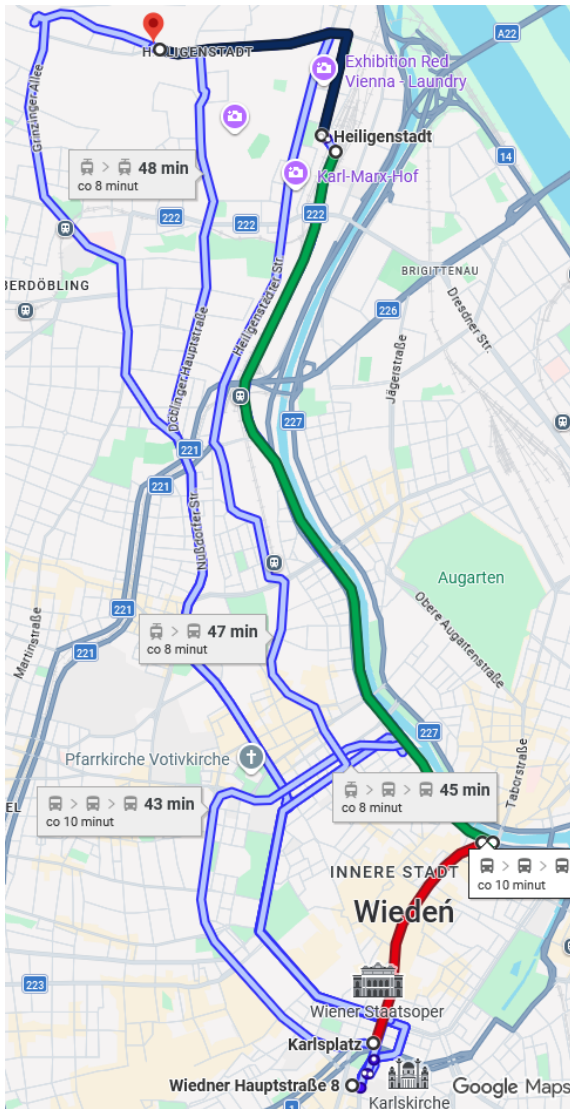 A22
HEILIGENSTADT
Exhibition Red
Vienna - Laundry
Grinzinger Allee
Heiligenstadt
14
48 min
co 8 minut
Karl-Marx-Hof
222
222
222
BRIGITTENAU
BERDÖBLING
Heiligenstädter Str.
Döblinger Hauptstraße
226
Dresdner Str.
Jägerstraße
227
221
221
Nußdorfer Str.
Augarten
Obere Augartenstraße
221
Martinstraße
47 min
co 8 minut
221
227
Pfarrkirche Votivkirche
Taborstraße
43 min
co 10 minut
45 min
co 8 minut
EL
INNERE STADT
co 10 minut
Wiedeń
223
Wiener Staatsoper
Karlsplatz
Wiedner Hauptstraße 8
Karlskirche
Google Maps
1